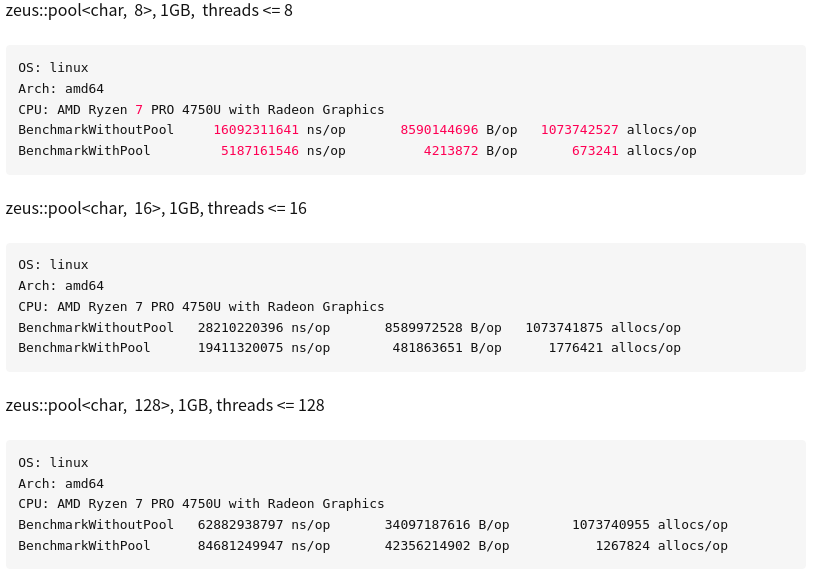 zeus::pool<char, 8>, 1GB, threads <= 8
OS: linux
Arch: amd64
CPU: AMD Ryzen 7 PRO 4750U with Radeon Graphics
BenchmarkWithoutPool 16092311641 ns/op 8590144696 B/op 1073742527 allocs/op
BenchmarkWithPool 5187161546 ns/op 4213872 B/op 673241 allocs/op
zeus::pool<char, 16>, 1GB, threads <= 16
OS: linux
Arch: amd64
CPU: AMD Ryzen 7 PRO 4750U with Radeon Graphics
BenchmarkWithoutPool 28210220396 ns/op 8589972528 B/op 1073741875 allocs/op
BenchmarkWithPool 19411320075 ns/op 481863651 B/op 1776421 allocs/op
zeus::pool<char, 128>, 1GB, threads <= 128
OS: linux
Arch: amd64
CPU: AMD Ryzen 7 PRO 4750U with Radeon Graphics
BenchmarkWithoutPool 62882938797 ns/op 34097187616 B/op 1073740955 allocs/op
BenchmarkWithPool 84681249947 ns/op 42356214902 B/op 1267824 allocs/op